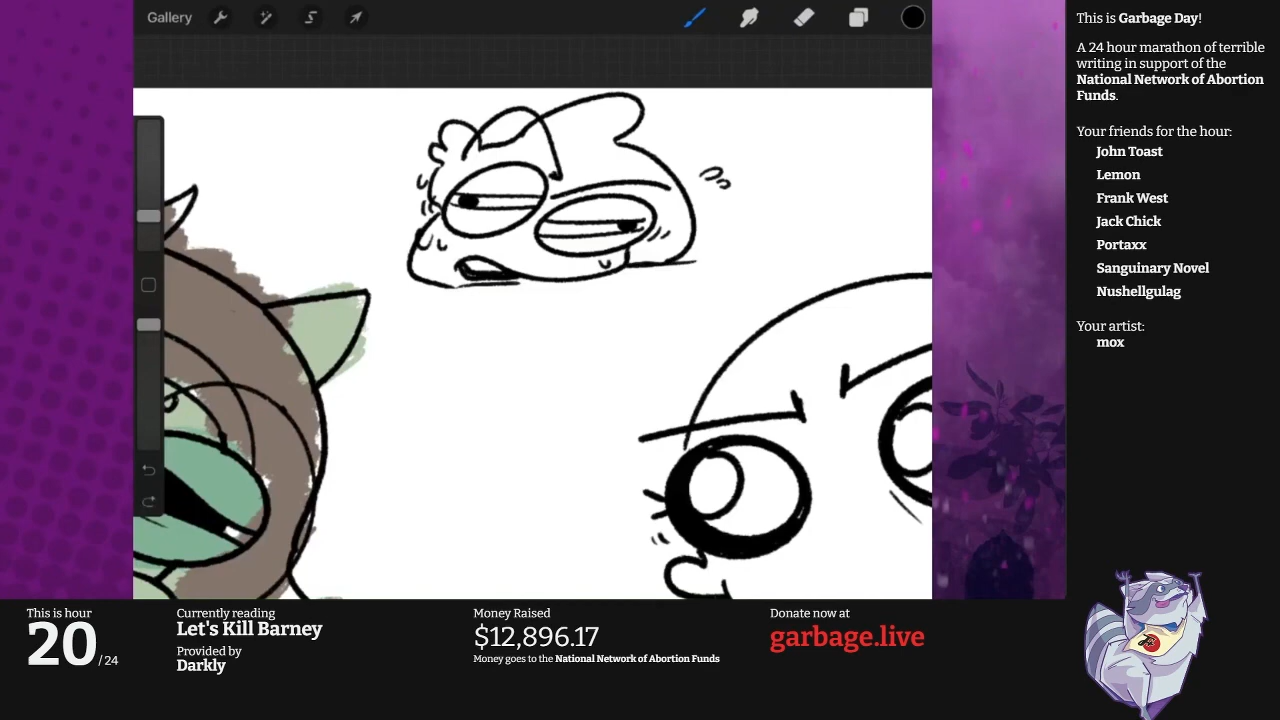 Gallery
This is Garbage Day!
A 24 hour marathon of terrible
writing in support of the
National Network of Abortion
Funds.
Your friends for the hour:
John Toast
Lemon
Frank West
Jack Chick
Portaxx
Sanguinary Novel
Nushellgulag
Your artist:
mox
This is hour
20/24
Currently reading
Let's Kill Barney
Provided by
Darkly
Money Raised
$12,896.17
Money goes to the National Network of Abortion Funds
Donate now at
garbage.live